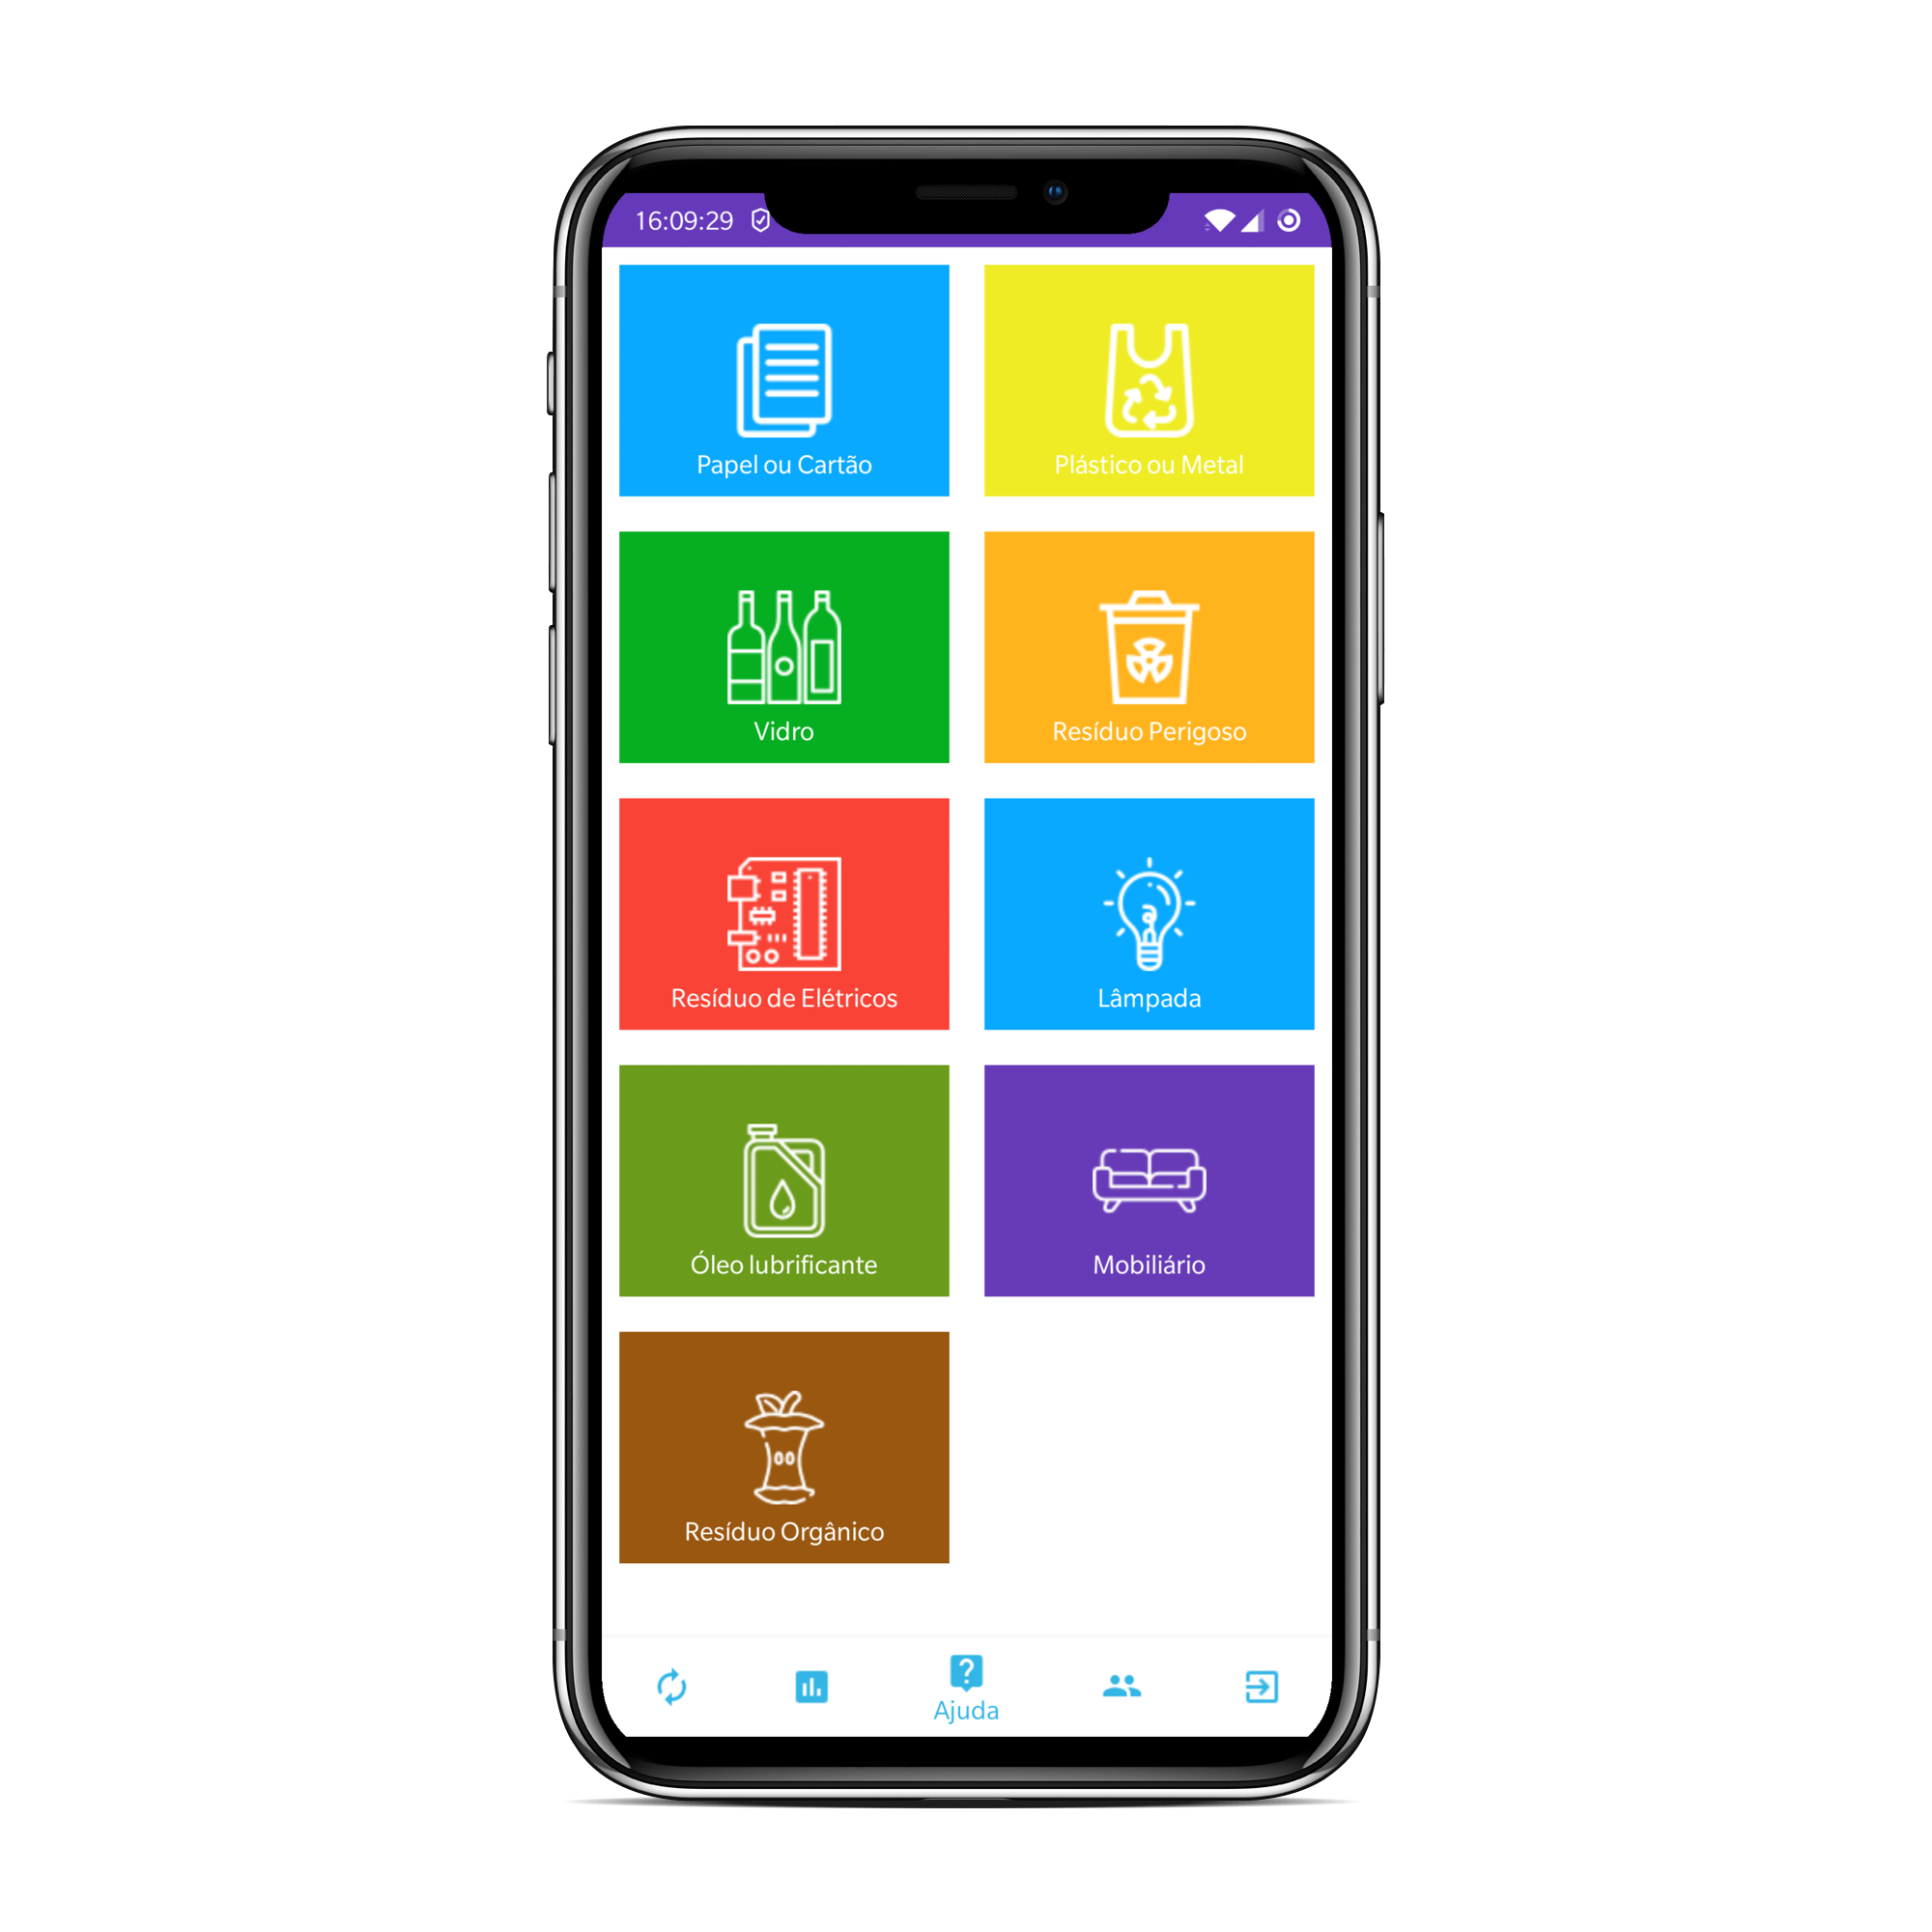 16:09:29
Papel ou Cartão
Plástico ou Metal
Vidro
Resíduo Perigoso
Resíduo de Elétricos
Lâmpada
Óleo lubrificante
Mobiliário
Resíduo Orgânico
Ajuda